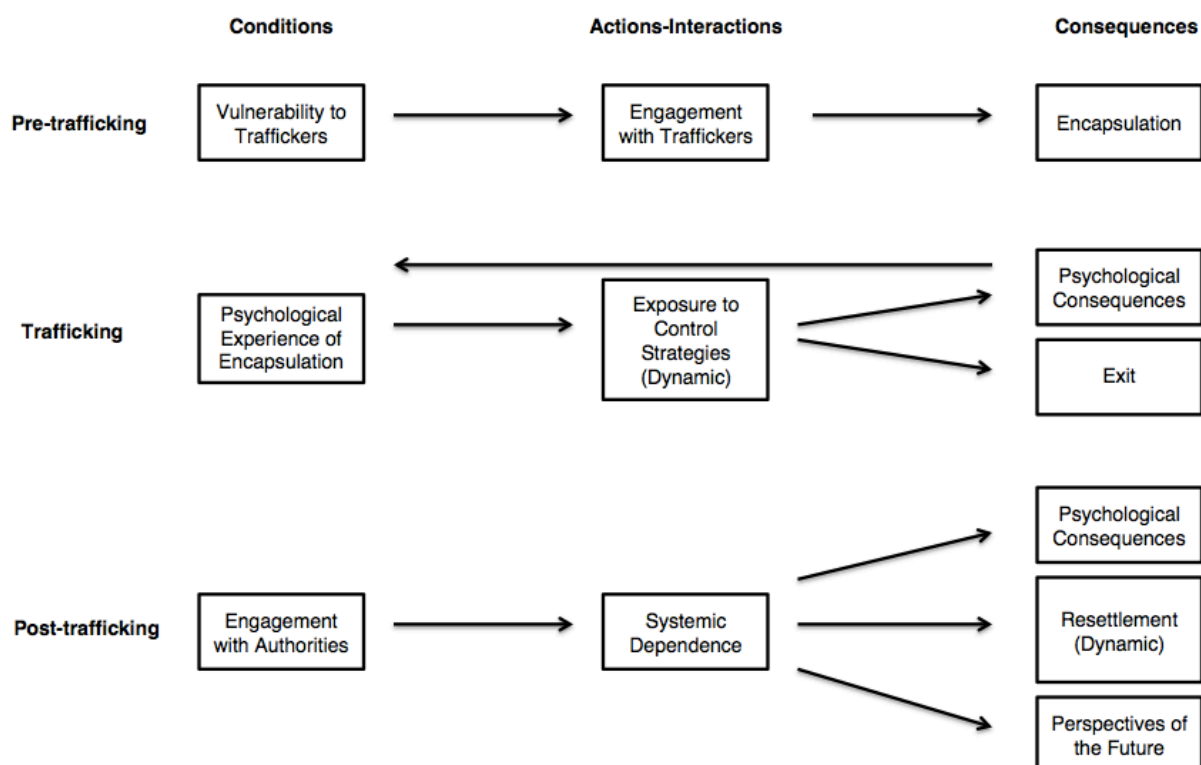 Conditions
Actions-Interactions
Consequences
Pre-trafficking
Vulnerability to
Traffickers
Engagement
with Traffickers
Encapsulation
Trafficking
Psychological
Experience of
Encapsulation
Exposure to
Control
Strategies
(Dynamic)
Psychological
Consequences
Exit
Post-trafficking
Engagement
with Authorities
Systemic
Dependence
Psychological
Consequences
Resettlement
(Dynamic)
Perspectives of
the Future